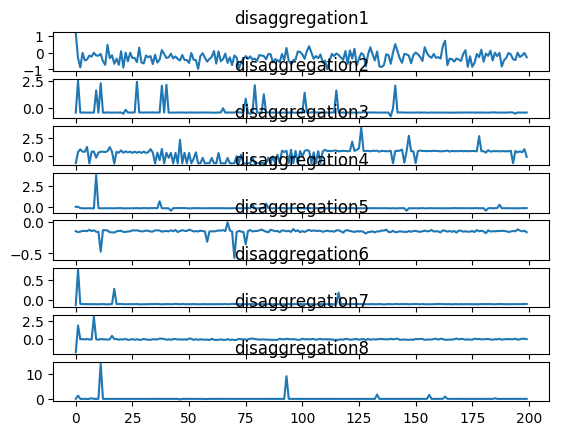 disaggregation1
1
0
−1
disaggregation2
2.5
0.0
disaggregation3
2.5
0.0
disaggregation4
2.5
0.0
disaggregation5
0.0
−0.5
disaggregation6
0.5
0.0
disaggregation7
2.5
0.0
disaggregation8
10
0
0 25 50 75 100 125 150 175 200